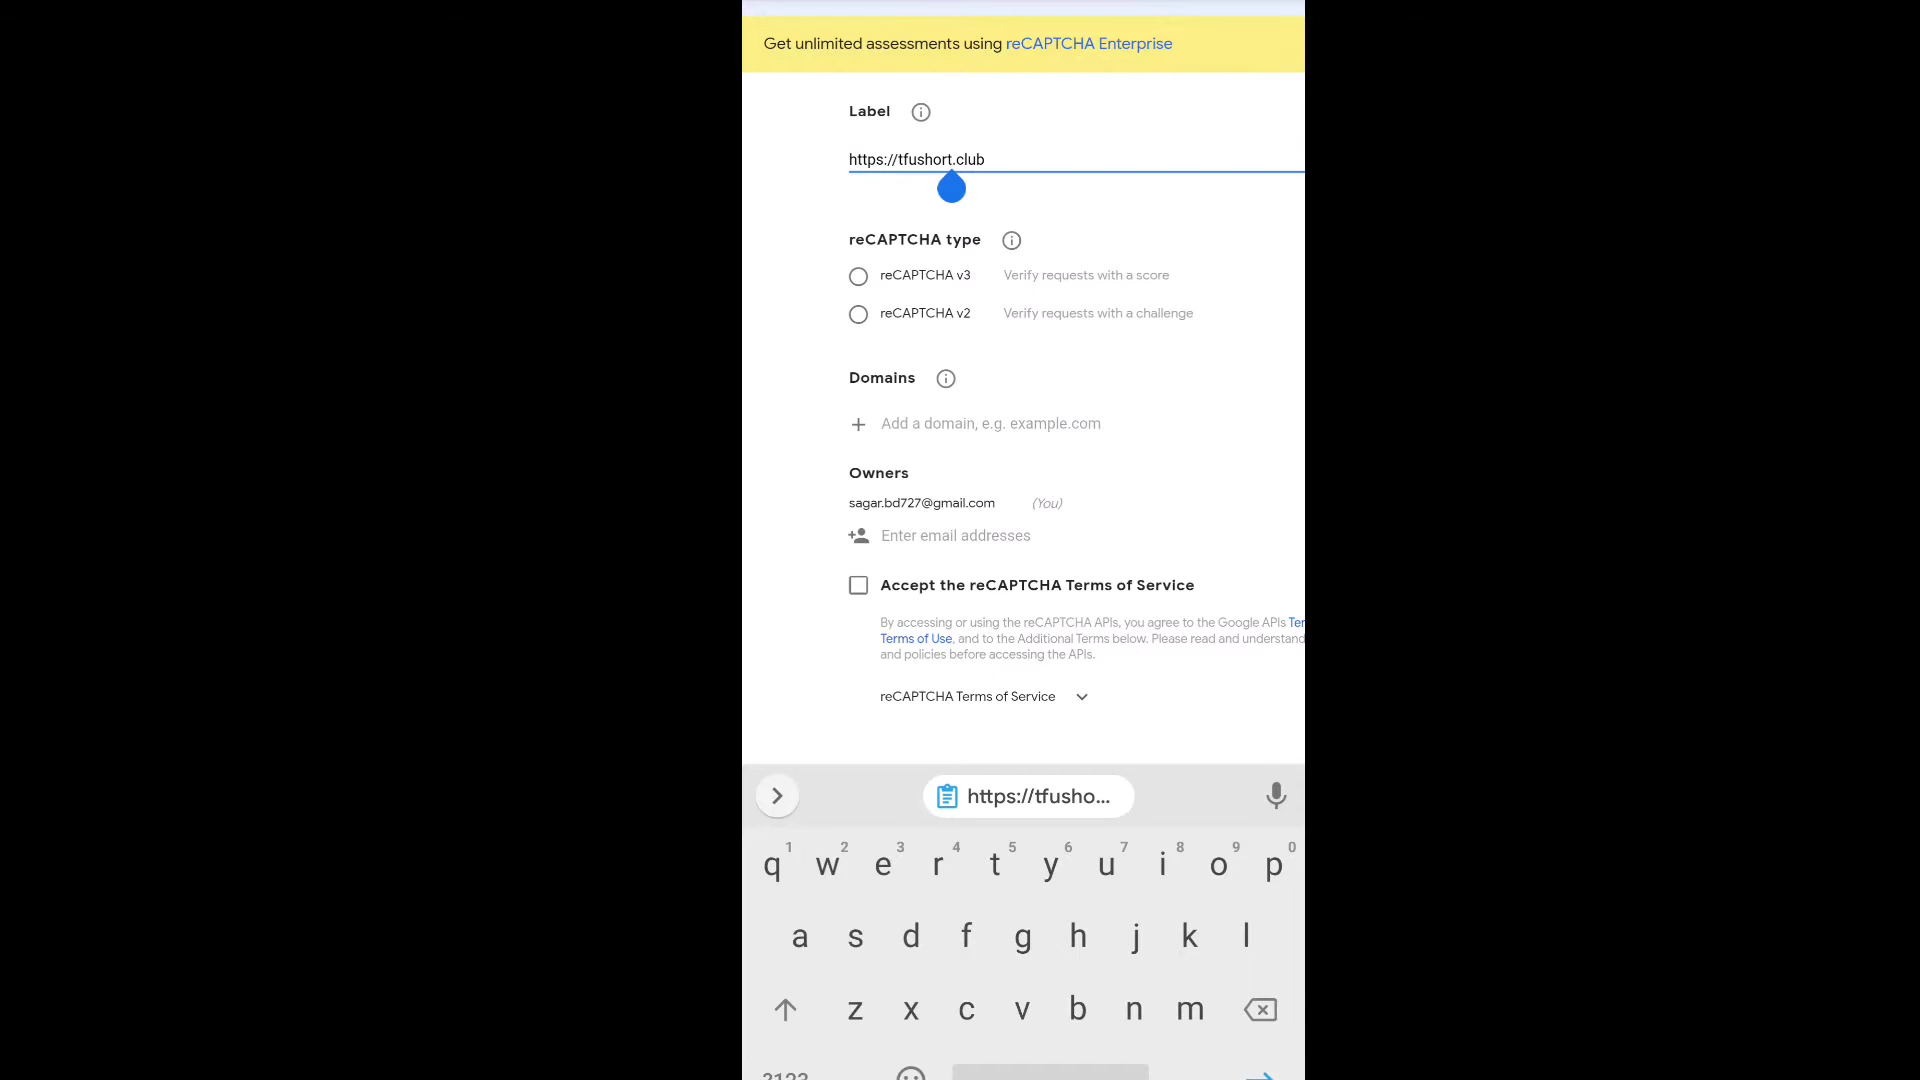 Get unlimited assessments using reCAPTCHA Enterprise
Label
https://tfushort.club
reCAPTCHA type
reCAPTCHA v3 Verify requests with a score
reCAPTCHA v2 Verify requests with a challenge
Domains
Add a domain, e.g. example.com
Owners
sagar.bd727@gmail.com (You)
Enter email addresses
Accept the reCAPTCHA Terms of Service
By accessing or using the reCAPTCHA APIs, you agree to the Google APIs
Terms of Use, and to the Additional Terms below. Please read and understand
and policies before accessing the APIs.
reCAPTCHA Terms of Service
https://tfusho...
1 2 3 4 5 6 7 8 9 0
q w e r t y u i o p
a s d f g h j k l
z x c v b n m